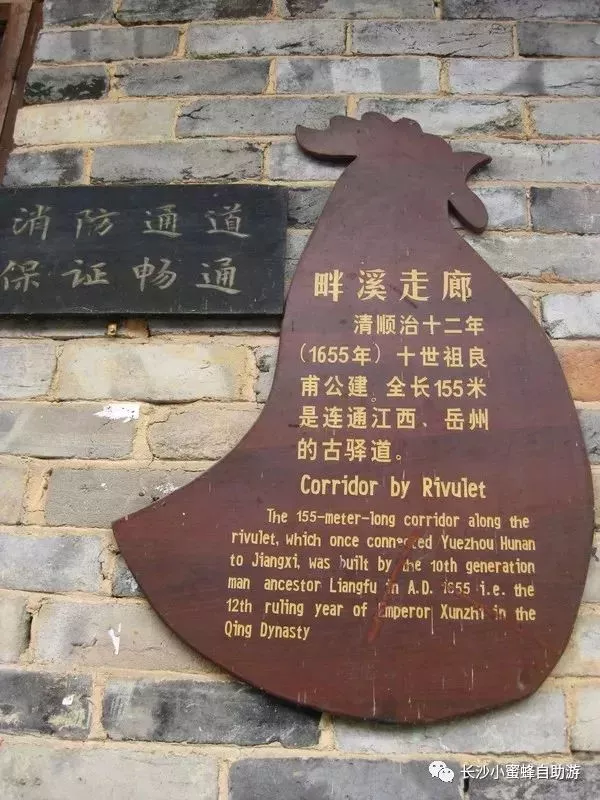 消防通道
保证畅通
畔溪走廊
清顺治十二年
(1655年)十世祖良
甫公建。全长155米
是连通江西、岳州
的古驿道。
Corridor by Rivulet
The 155-meter-long corridor along the
rivulet, which once connected Yuezhou Hunan
to Jiangxi, was built by the 10th generation
man ancestor Liangfu in A.D. 1655 i.e. the
12th ruling year of Emperor Xunzhi in the
Qing Dynasty
长沙小蜜蜂自助游